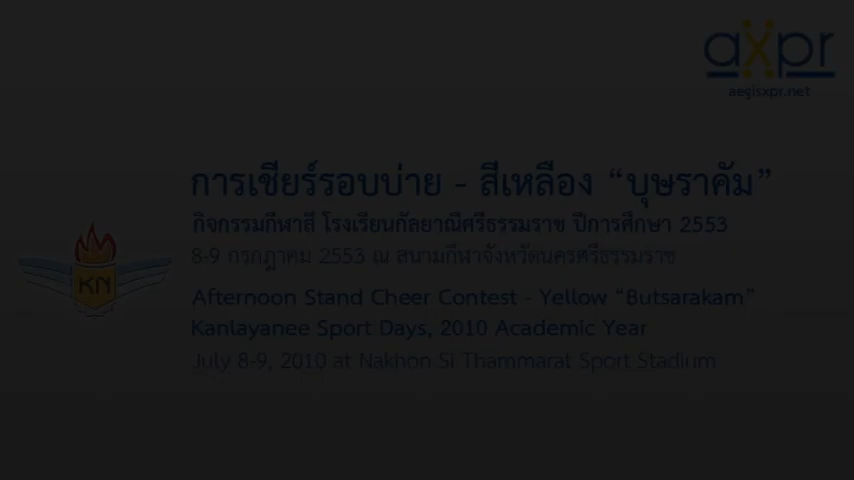 axpr
aegisxpr.net
การเชียร์รอบบ่าย - สีเหลือง “บุษราคัม”
กิจกรรมกีฬาสี โรงเรียนกัลยาณีศรีธรรมราช ปีการศึกษา 2553
8-9 กรกฎาคม 2553 ณ สนามกีฬาจังหวัดนครศรีธรรมราช
KN
Afternoon Stand Cheer Contest - Yellow “Butsarakam”
Kanlayanee Sport Days, 2010 Academic Year
July 8-9, 2010 at Nakhon Si Thammarat Sport Stadium